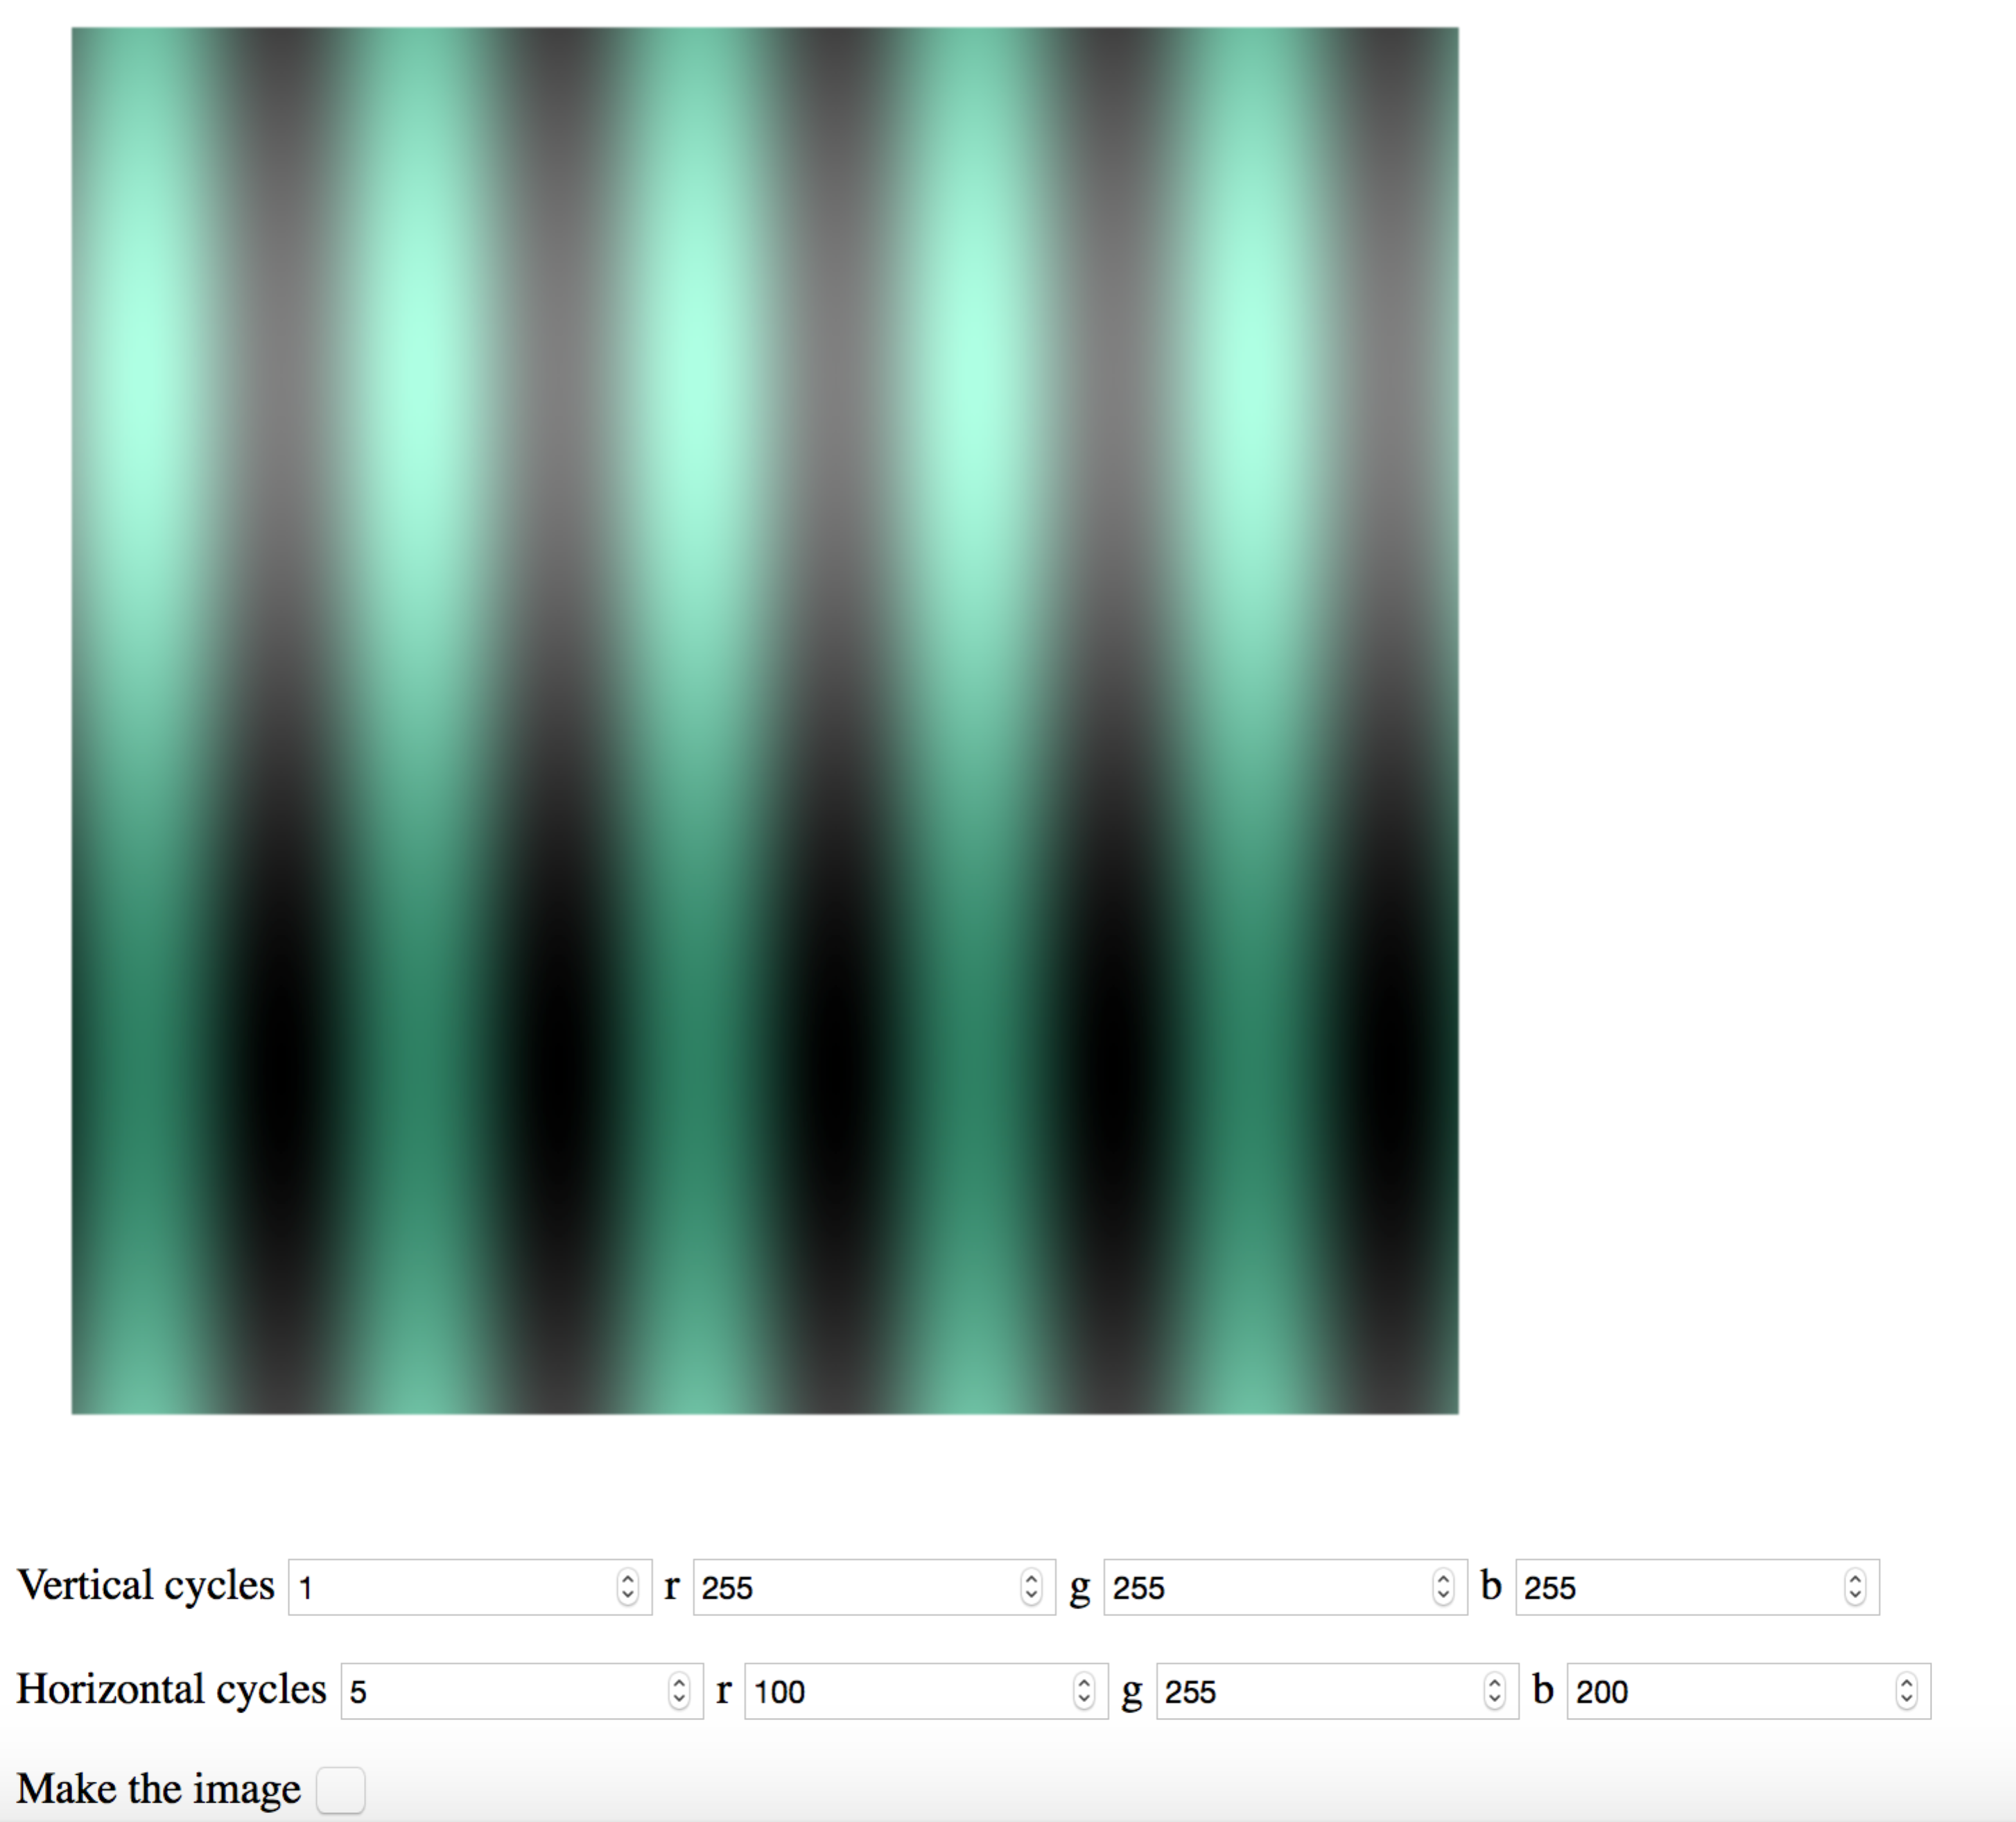 Vertical cycles 1 r 255 g 255 b 255
Horizontal cycles 5 r 100 g 255 b 200
Make the image